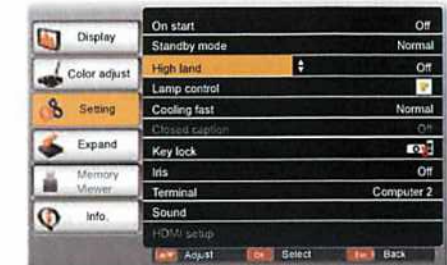 Display
Color adjust
Setting
Expand
Memory
Viewer
Info.
On start Off
Standby mode Normal
High land Off
Lamp control
Cooling fast Normal
Closed caption Off
Key lock
Iris Off
Terminal Computer 2
Sound
HDMI setup
Adjust Select Back